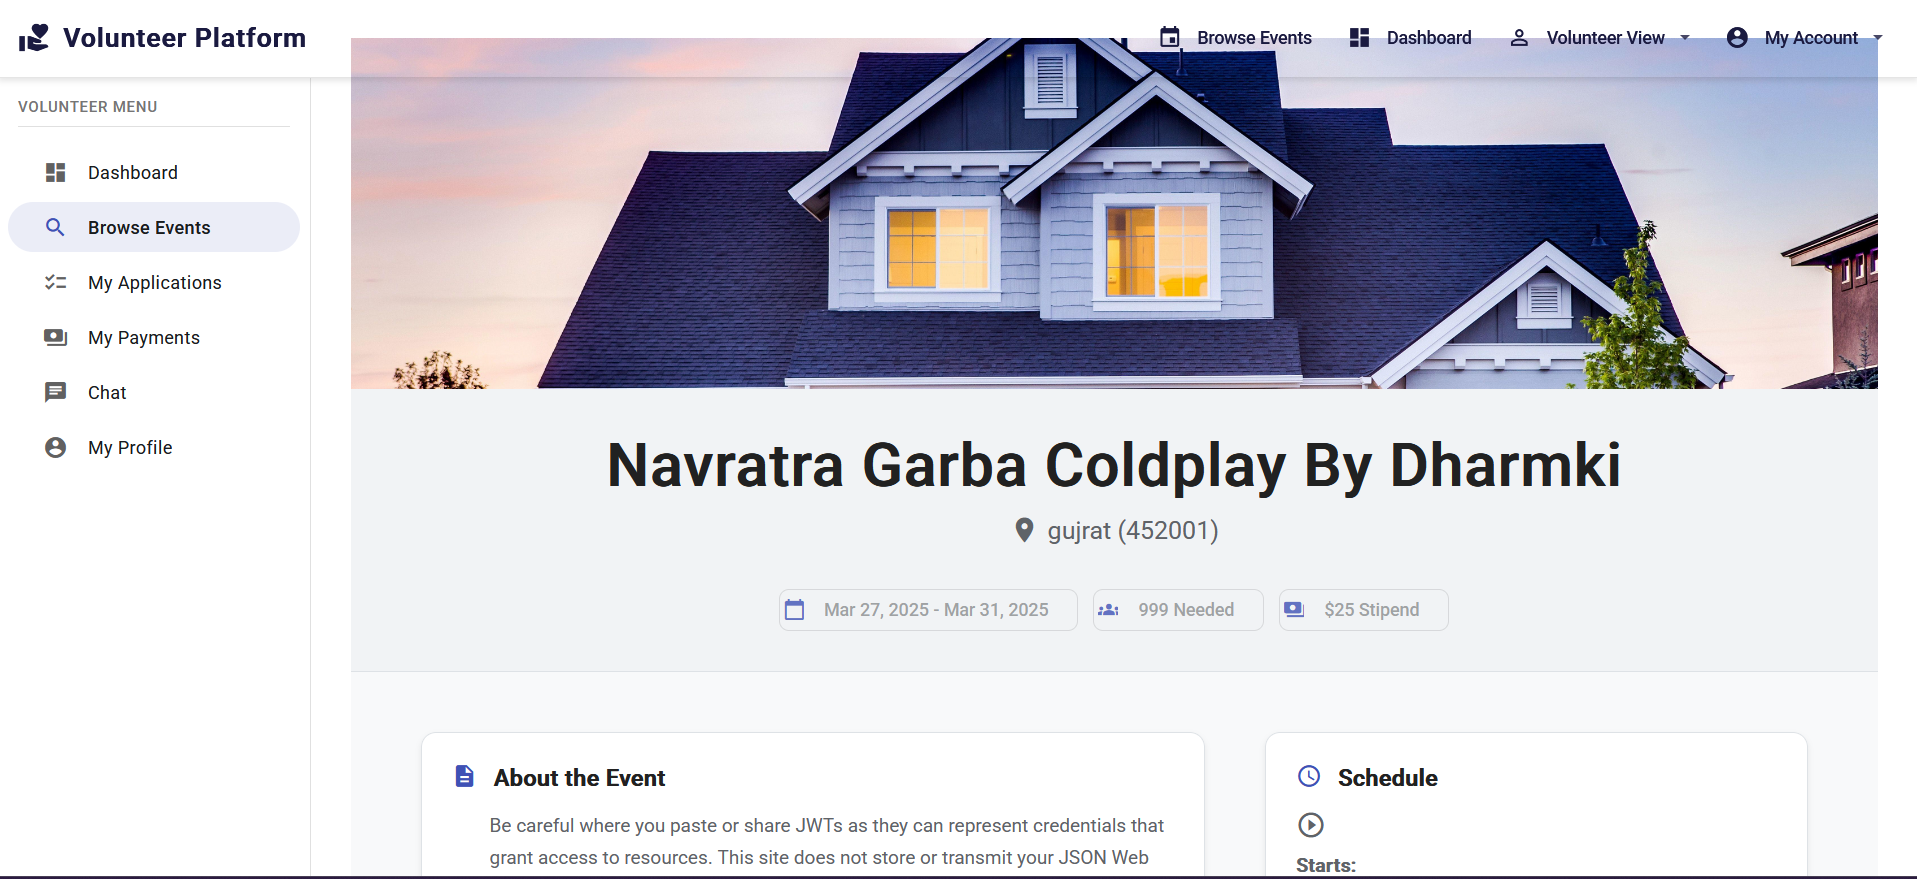 Volunteer Platform
Browse Events
Dashboard
Volunteer View
My Account
VOLUNTEER MENU
Dashboard
Browse Events
My Applications
My Payments
Chat
My Profile
Navratra Garba Coldplay By Dharmki
gujrat (452001)
Mar 27, 2025 - Mar 31, 2025
999 Needed
$25 Stipend
About the Event
Be careful where you paste or share JWTs as they can represent credentials that
grant access to resources. This site does not store or transmit your JSON Web
Schedule
Starts: